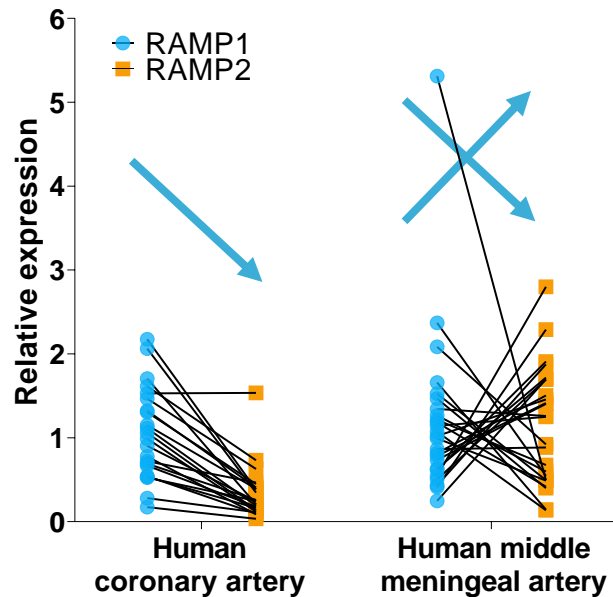 RAMP1
RAMP2
Relative expression
6
5
4
3
2
1
0
Human
coronary artery
Human middle
meningeal artery